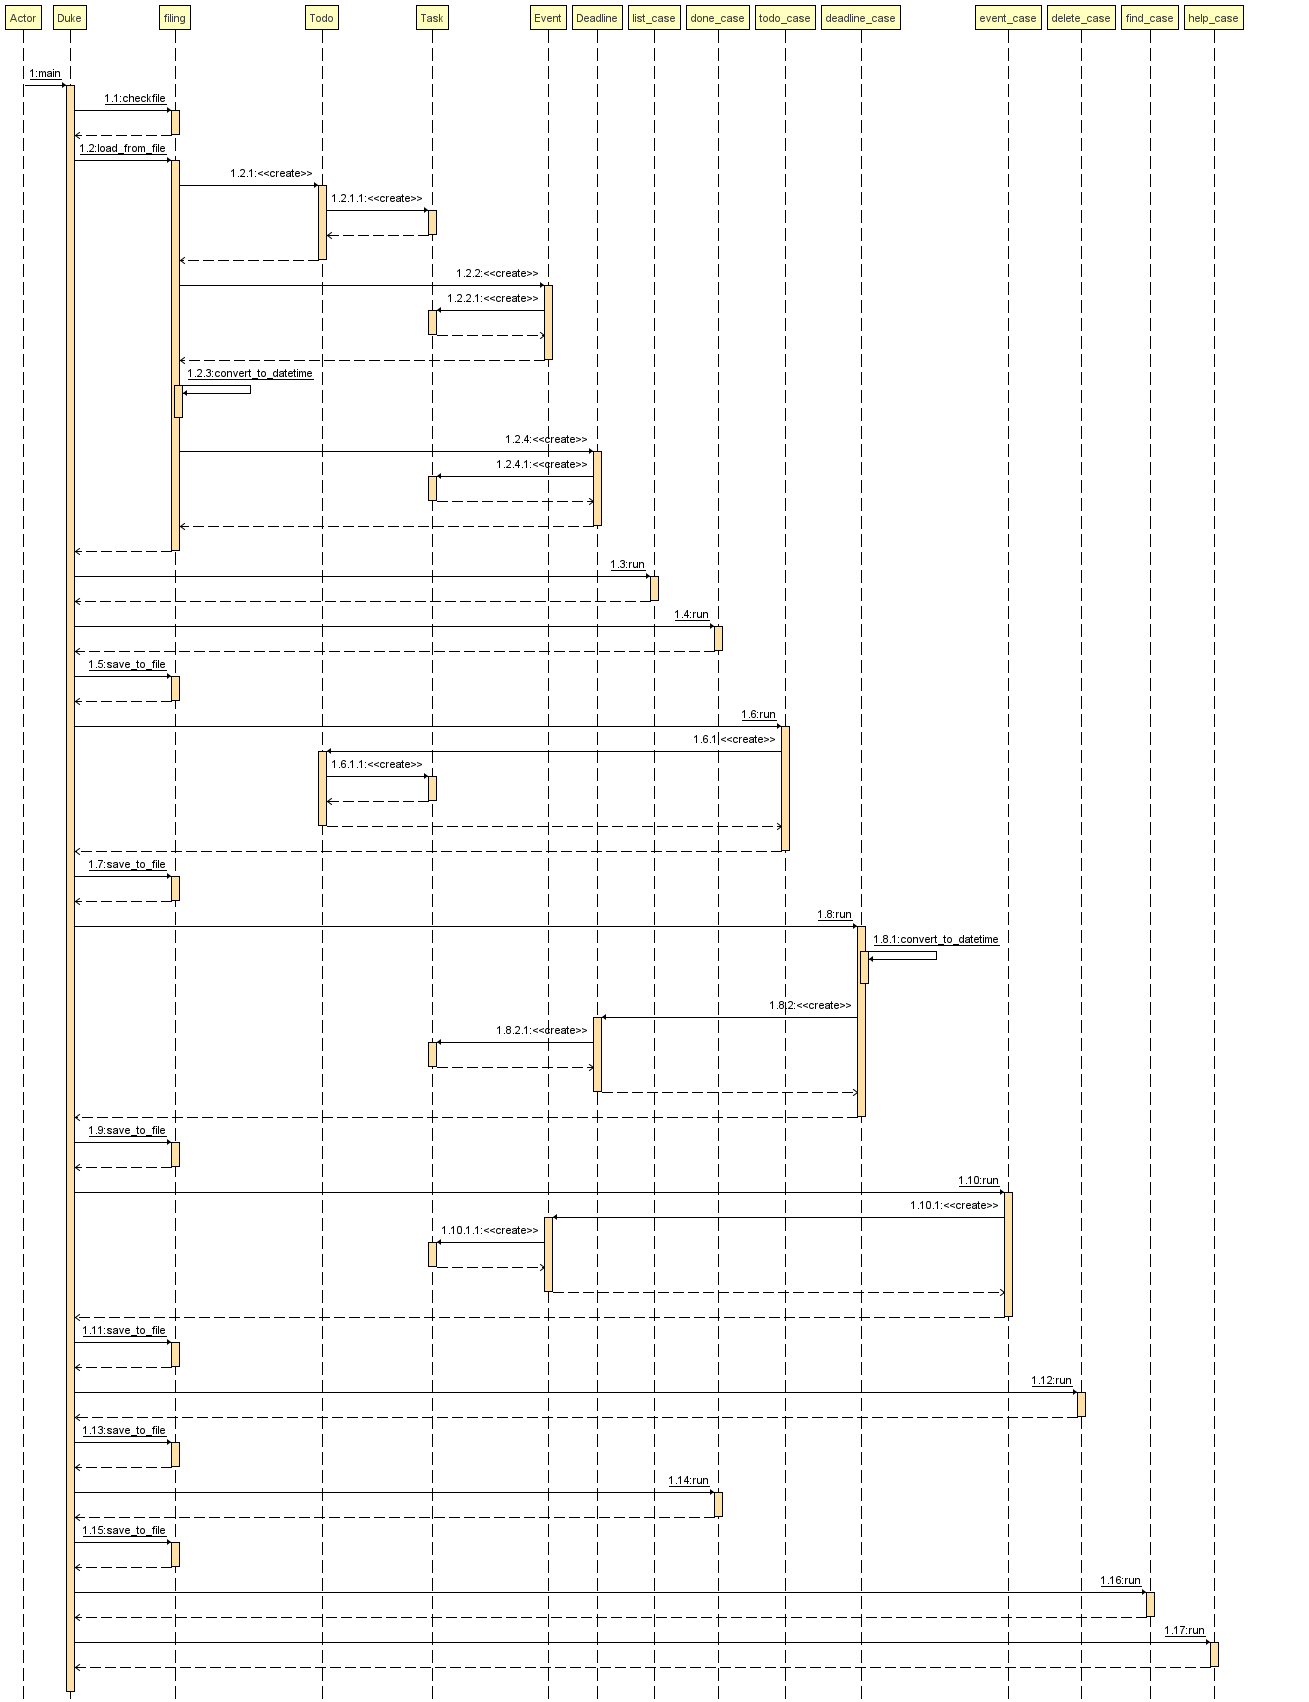 Actor Duke filing Todo Task Event Deadline list_case done_case todo_case deadline_case event_case delete_case find_case help_case
1:main
1.1:checkfile
1.2:load_from_file
1.2.1:<<create>>
1.2.1.1:<<create>>
1.2.2:<<create>>
1.2.2.1:<<create>>
1.2.3:convert_to_datetime
1.2.4:<<create>>
1.2.4.1:<<create>>
1.3:run
1.4:run
1.5:save_to_file
1.6:run
1.6.1:<<create>>
1.6.1.1:<<create>>
1.7:save_to_file
1.8:run
1.8.1:convert_to_datetime
1.8.2:<<create>>
1.8.2.1:<<create>>
1.9:save_to_file
1.10:run
1.10.1:<<create>>
1.10.1.1:<<create>>
1.11:save_to_file
1.12:run
1.13:save_to_file
1.14:run
1.15:save_to_file
1.16:run
1.17:run